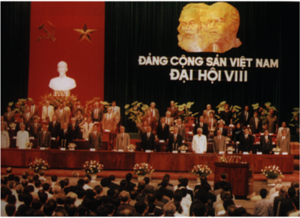 ĐẢNG CỘNG SẢN VIỆT NAM
ĐẠI HỘI VIII